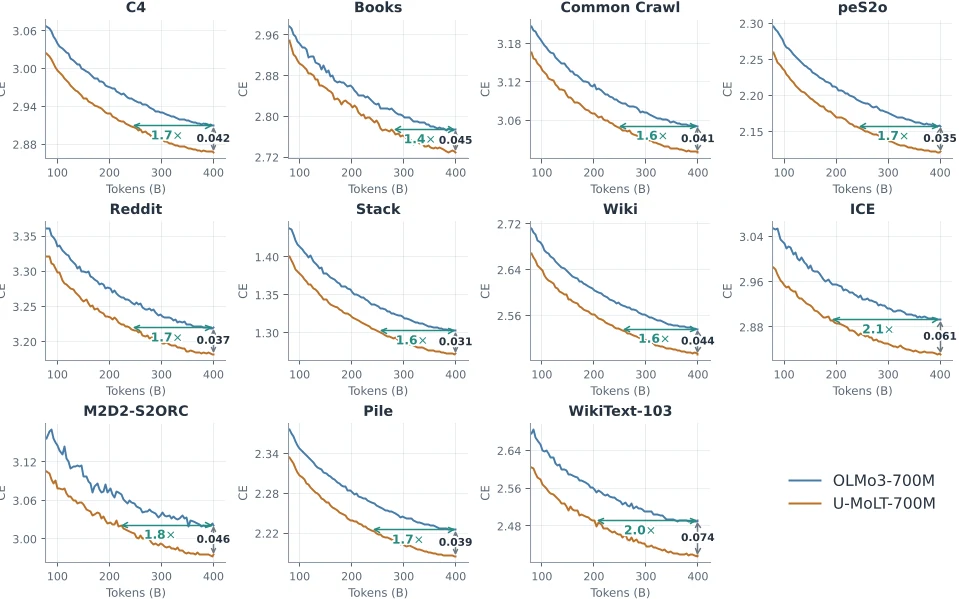 C4
CE
3.06
3.00
2.94
2.88
1.7×
0.042
100 200 300 400
Tokens (B)
Books
CE
2.96
2.88
2.80
2.72
1.4×
0.045
100 200 300 400
Tokens (B)
Common Crawl
CE
3.18
3.12
3.06
1.6×
0.041
100 200 300 400
Tokens (B)
peS2o
CE
2.30
2.25
2.20
2.15
1.7×
0.035
100 200 300 400
Tokens (B)
Reddit
CE
3.35
3.30
3.25
3.20
1.7×
0.037
100 200 300 400
Tokens (B)
Stack
CE
1.40
1.35
1.30
1.6×
0.031
100 200 300 400
Tokens (B)
Wiki
CE
2.72
2.64
2.56
1.6×
0.044
100 200 300 400
Tokens (B)
ICE
CE
3.04
2.96
2.88
2.1×
0.061
100 200 300 400
Tokens (B)
M2D2-S2ORC
CE
3.12
3.06
3.00
1.8×
0.046
100 200 300 400
Tokens (B)
Pile
CE
2.34
2.28
2.22
1.7×
0.039
100 200 300 400
Tokens (B)
WikiText-103
CE
2.64
2.56
2.48
2.0×
0.074
100 200 300 400
Tokens (B)
OLMo3-700M
U-MoLT-700M